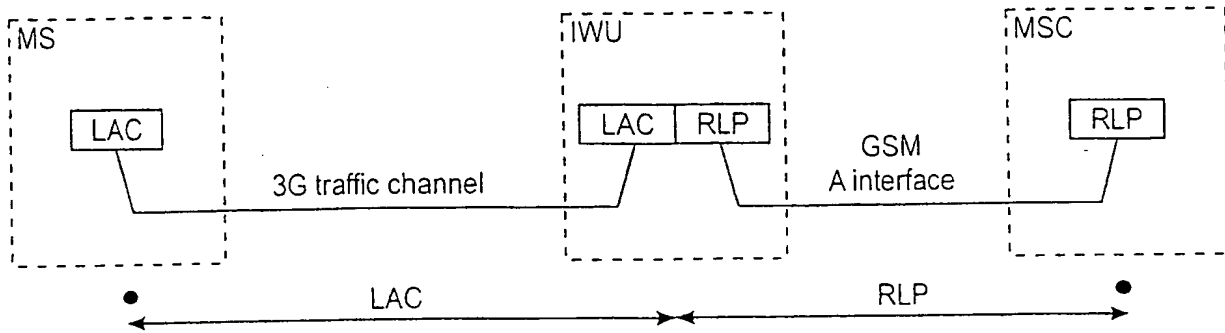 MS
IWU
MSC
LAC
LAC
RLP
RLP
3G traffic channel
GSM
A interface
LAC
RLP